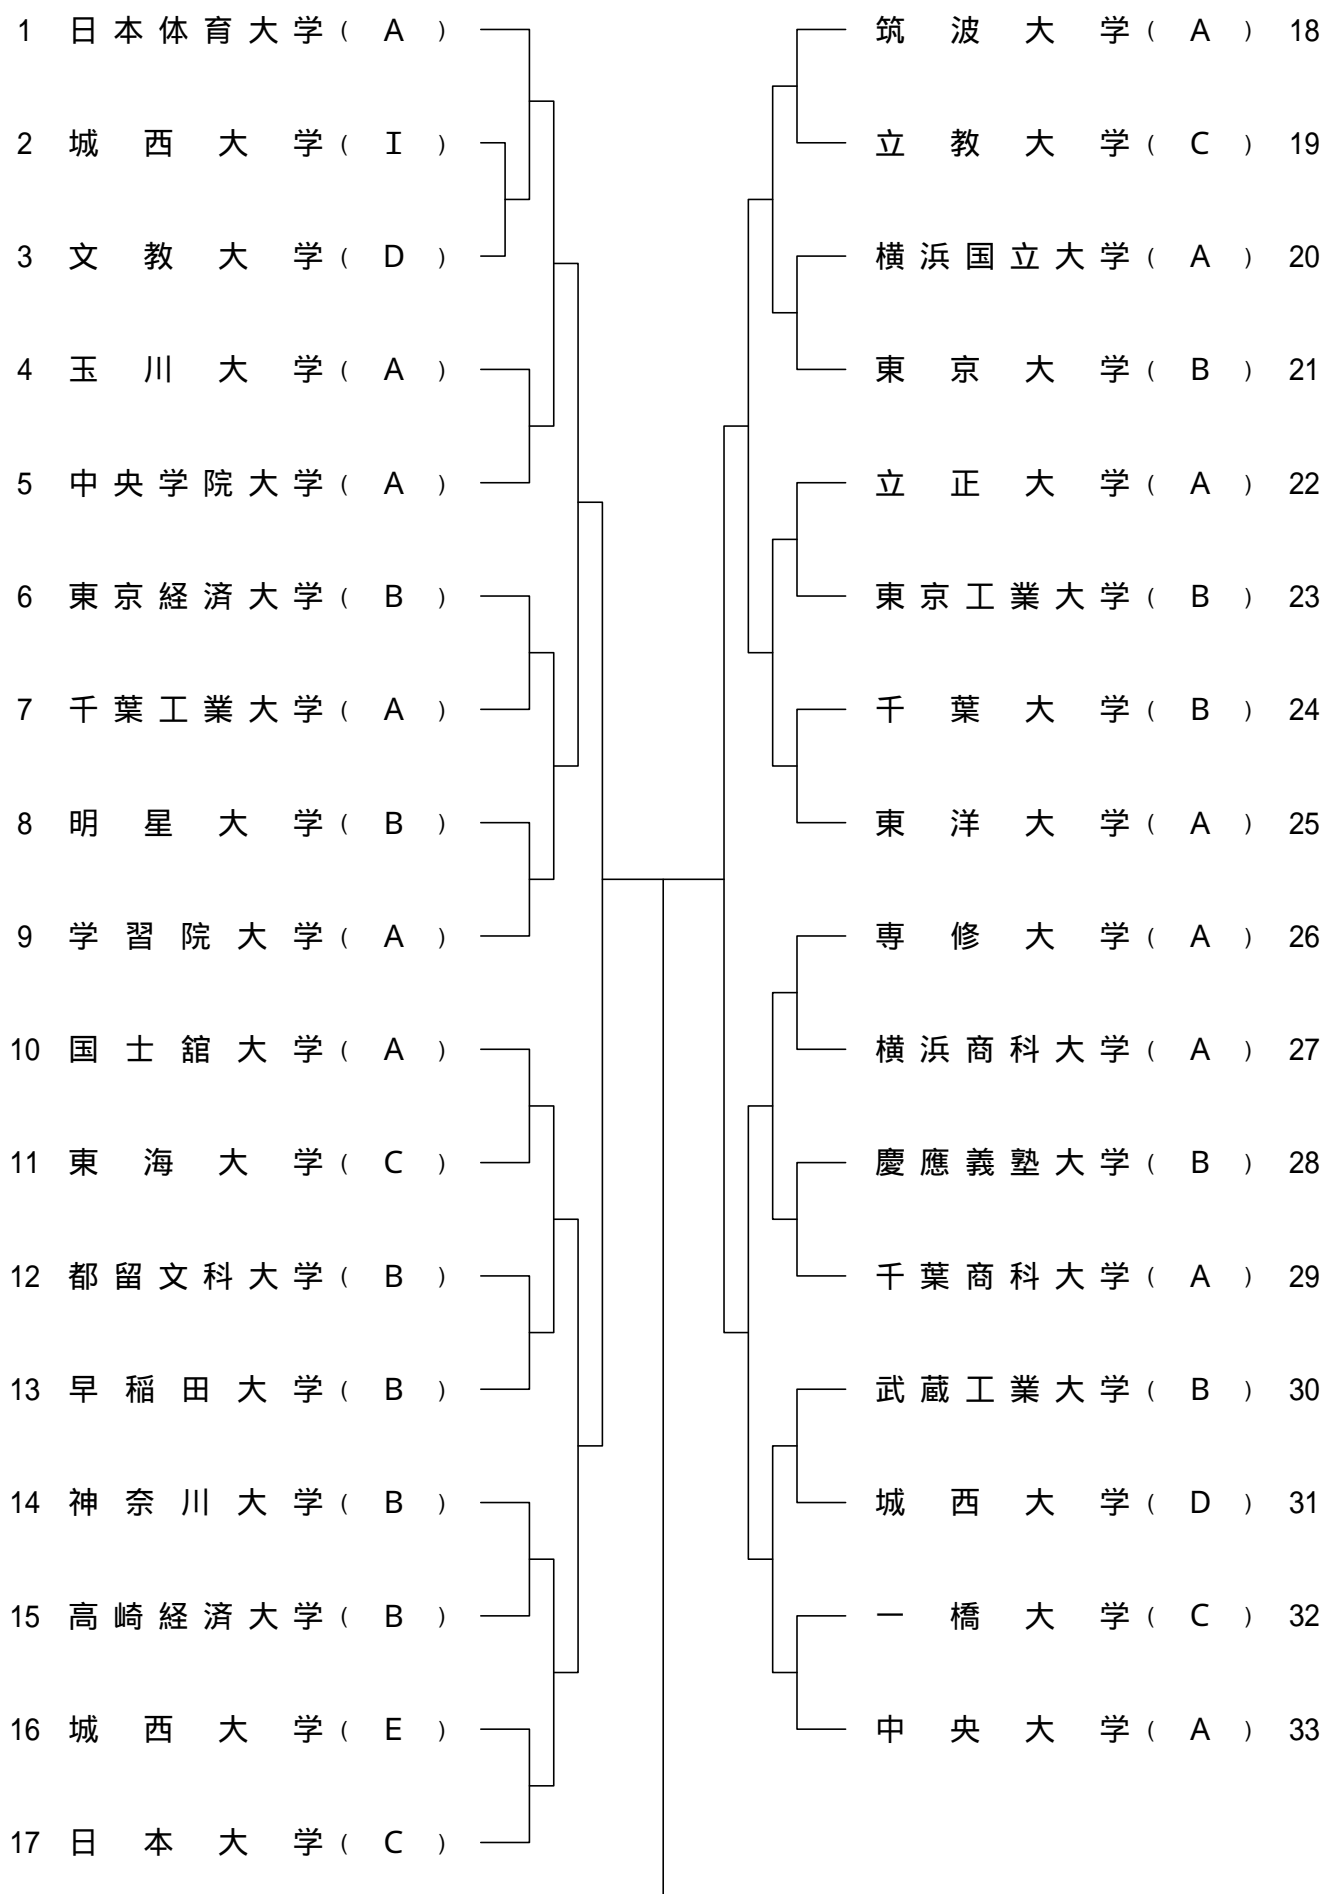 1 日本体育大学 ( A )
2 城西大学 ( I )
3 文教大学 ( D )
4 玉川大学 ( A )
5 中央学院大学 ( A )
6 東京経済大学 ( B )
7 千葉工業大学 ( A )
8 明星大学 ( B )
9 学習院大学 ( A )
10 国士舘大学 ( A )
11 東海大学 ( C )
12 都留文科大学 ( B )
13 早稲田大学 ( B )
14 神奈川大学 ( B )
15 高崎経済大学 ( B )
16 城西大学 ( E )
17 日本大学 ( C )
筑波大学 ( A ) 18
立教大学 ( C ) 19
横浜国立大学 ( A ) 20
東京大学 ( B ) 21
立正大学 ( A ) 22
東京工業大学 ( B ) 23
千葉大学 ( B ) 24
東洋大学 ( A ) 25
専修大学 ( A ) 26
横浜商科大学 ( A ) 27
慶應義塾大学 ( B ) 28
千葉商科大学 ( A ) 29
武蔵工業大学 ( B ) 30
城西大学 ( D ) 31
一橋大学 ( C ) 32
中央大学 ( A ) 33